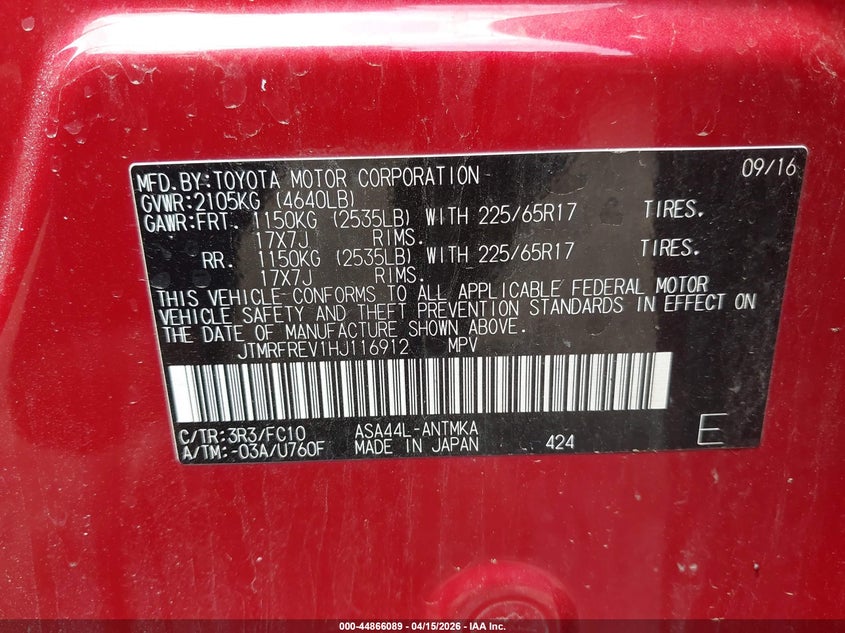 MFD.BY:TOYOTA MOTOR CORPORATION 09/16
GVWR:2105KG (4640LB)
GAWR:FRT. 1150KG (2535LB) WITH 225/65R17 TIRES.
17X7J RIMS.
RR. 1150KG (2535LB) WITH 225/65R17 TIRES.
17X7J RIMS.
THIS VEHICLE CONFORMS TO ALL APPLICABLE FEDERAL MOTOR
VEHICLE SAFETY AND THEFT PREVENTION STANDARDS IN EFFECT ON
THE DATE OF MANUFACTURE SHOWN ABOVE.
JTMRFREV1HJ116912 MPV
C/TR:3R3/FC10 ASA44L-ANTMKA
A/TM:-03A/U760F MADE IN JAPAN 424 E
000-44866089 - 04/15/2026 - IAA Inc.